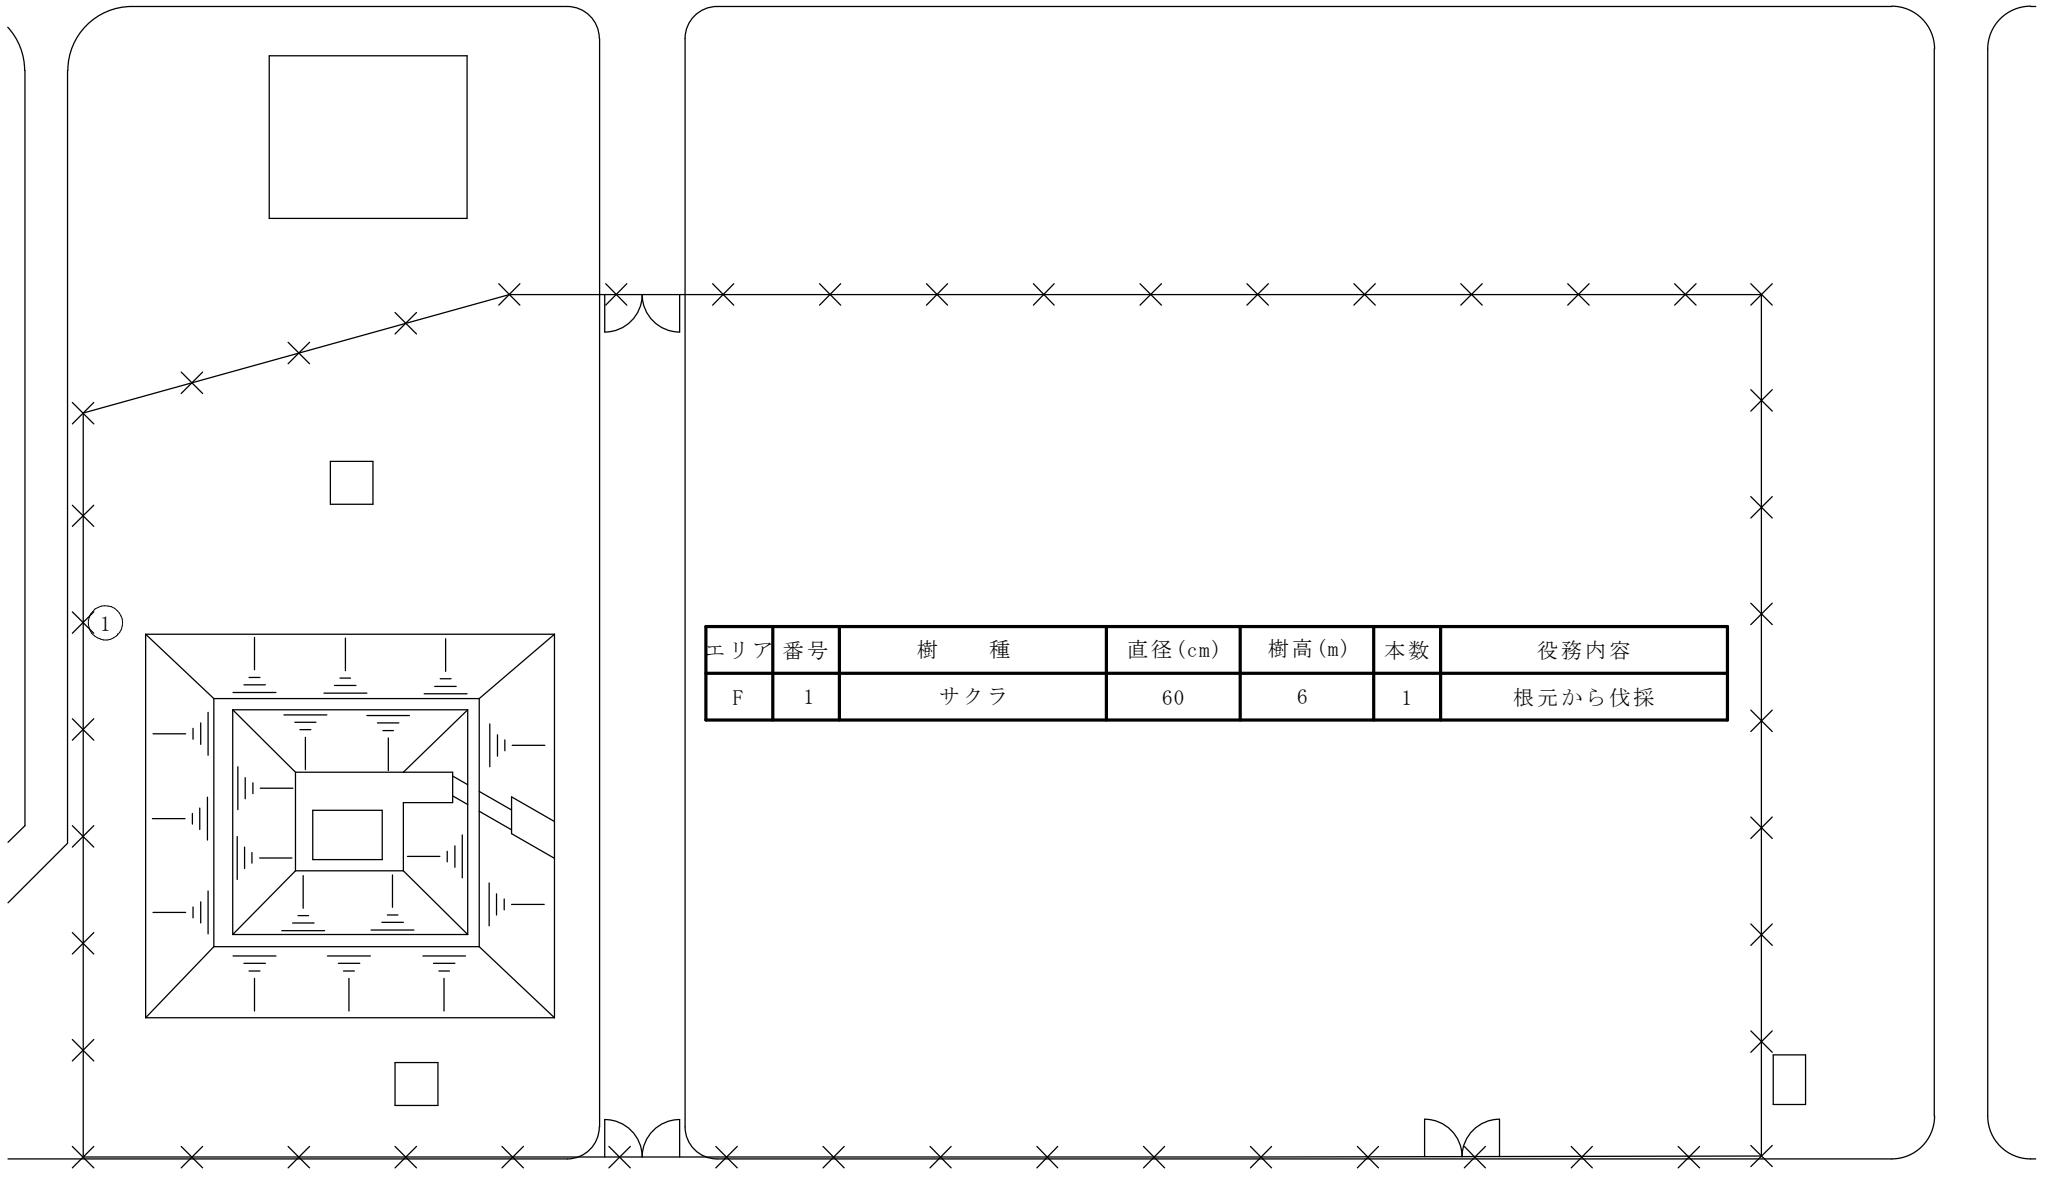 1
エリア 番号 樹 種 直径(cm) 樹高(m) 本数 役務内容
F 1 サクラ 60 6 1 根元から伐採